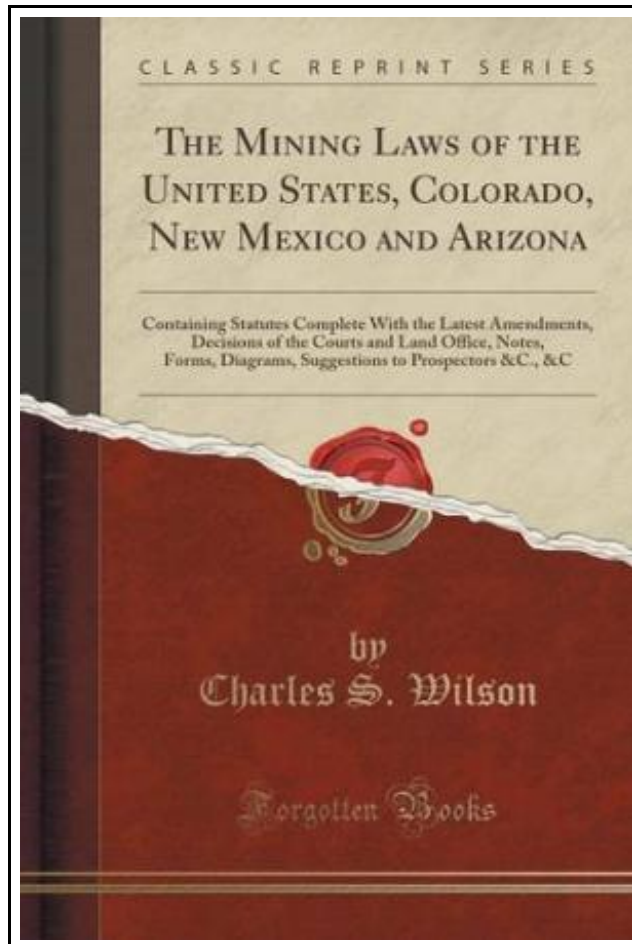 CLASSIC REPRINT SERIES
THE MINING LAWS OF THE
UNITED STATES, COLORADO,
NEW MEXICO AND ARIZONA
Containing Statutes Complete With the Latest Amendments,
Decisions of the Courts and Land Office, Notes,
Forms, Diagrams, Suggestions to Prospectors &C., &C
by
Charles S. Wilson
Forgotten Books